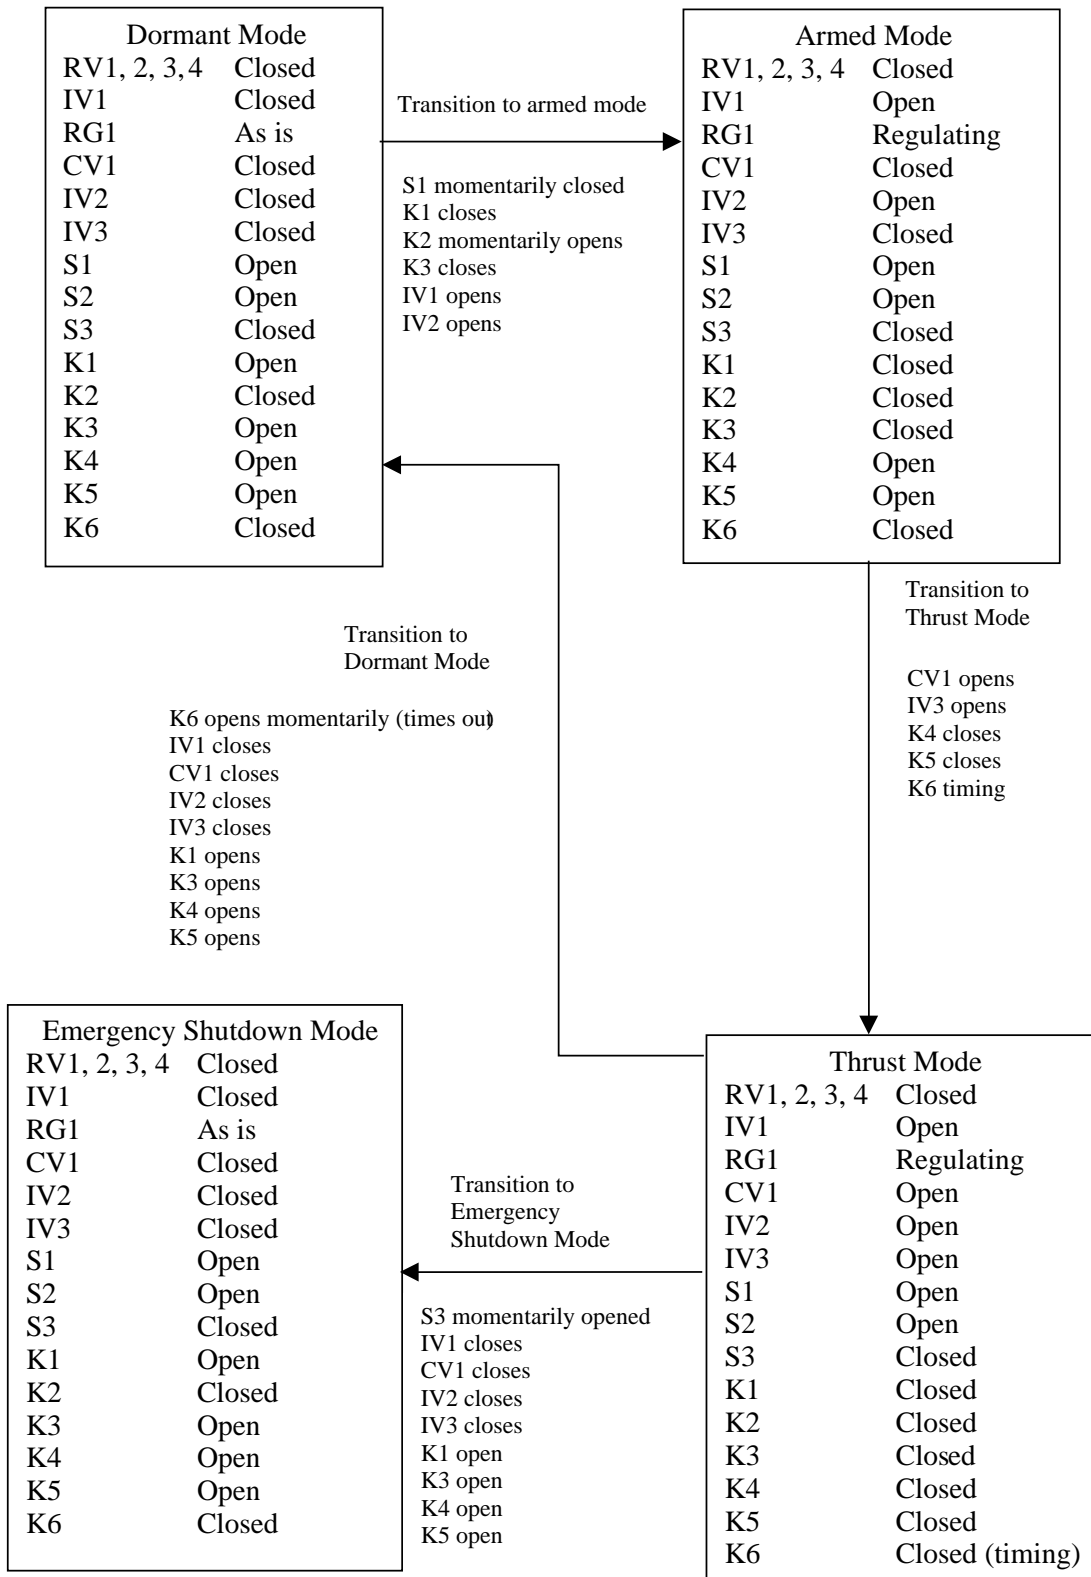 Dormant Mode
RV1, 2, 3, 4 Closed
IV1 Closed
RG1 As is
CV1 Closed
IV2 Closed
IV3 Closed
S1 Open
S2 Open
S3 Closed
K1 Open
K2 Closed
K3 Open
K4 Open
K5 Open
K6 Closed
Transition to armed mode
S1 momentarily closed
K1 closes
K2 momentarily opens
K3 closes
IV1 opens
IV2 opens
Armed Mode
RV1, 2, 3, 4 Closed
IV1 Open
RG1 Regulating
CV1 Closed
IV2 Open
IV3 Closed
S1 Open
S2 Open
S3 Closed
K1 Closed
K2 Closed
K3 Closed
K4 Open
K5 Open
K6 Closed
Transition to
Thrust Mode
CV1 opens
IV3 opens
K4 closes
K5 closes
K6 timing
Transition to
Dormant Mode
K6 opens momentarily (times out)
IV1 closes
CV1 closes
IV2 closes
IV3 closes
K1 opens
K3 opens
K4 opens
K5 opens
Emergency Shutdown Mode
RV1, 2, 3, 4 Closed
IV1 Closed
RG1 As is
CV1 Closed
IV2 Closed
IV3 Closed
S1 Open
S2 Open
S3 Closed
K1 Open
K2 Closed
K3 Open
K4 Open
K5 Open
K6 Closed
Transition to
Emergency
Shutdown Mode
S3 momentarily opened
IV1 closes
CV1 closes
IV2 closes
IV3 closes
K1 open
K3 open
K4 open
K5 open
Thrust Mode
RV1, 2, 3, 4 Closed
IV1 Open
RG1 Regulating
CV1 Open
IV2 Open
IV3 Open
S1 Open
S2 Open
S3 Closed
K1 Closed
K2 Closed
K3 Closed
K4 Closed
K5 Closed
K6 Closed (timing)